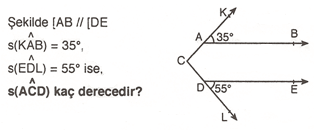 Şekilde [AB // [DE
s(KÂB) = 35°,
s(EDL) = 55° ise,
s(ACD) kaç derecedir?
K
A 35° B
C
D 55° E
L